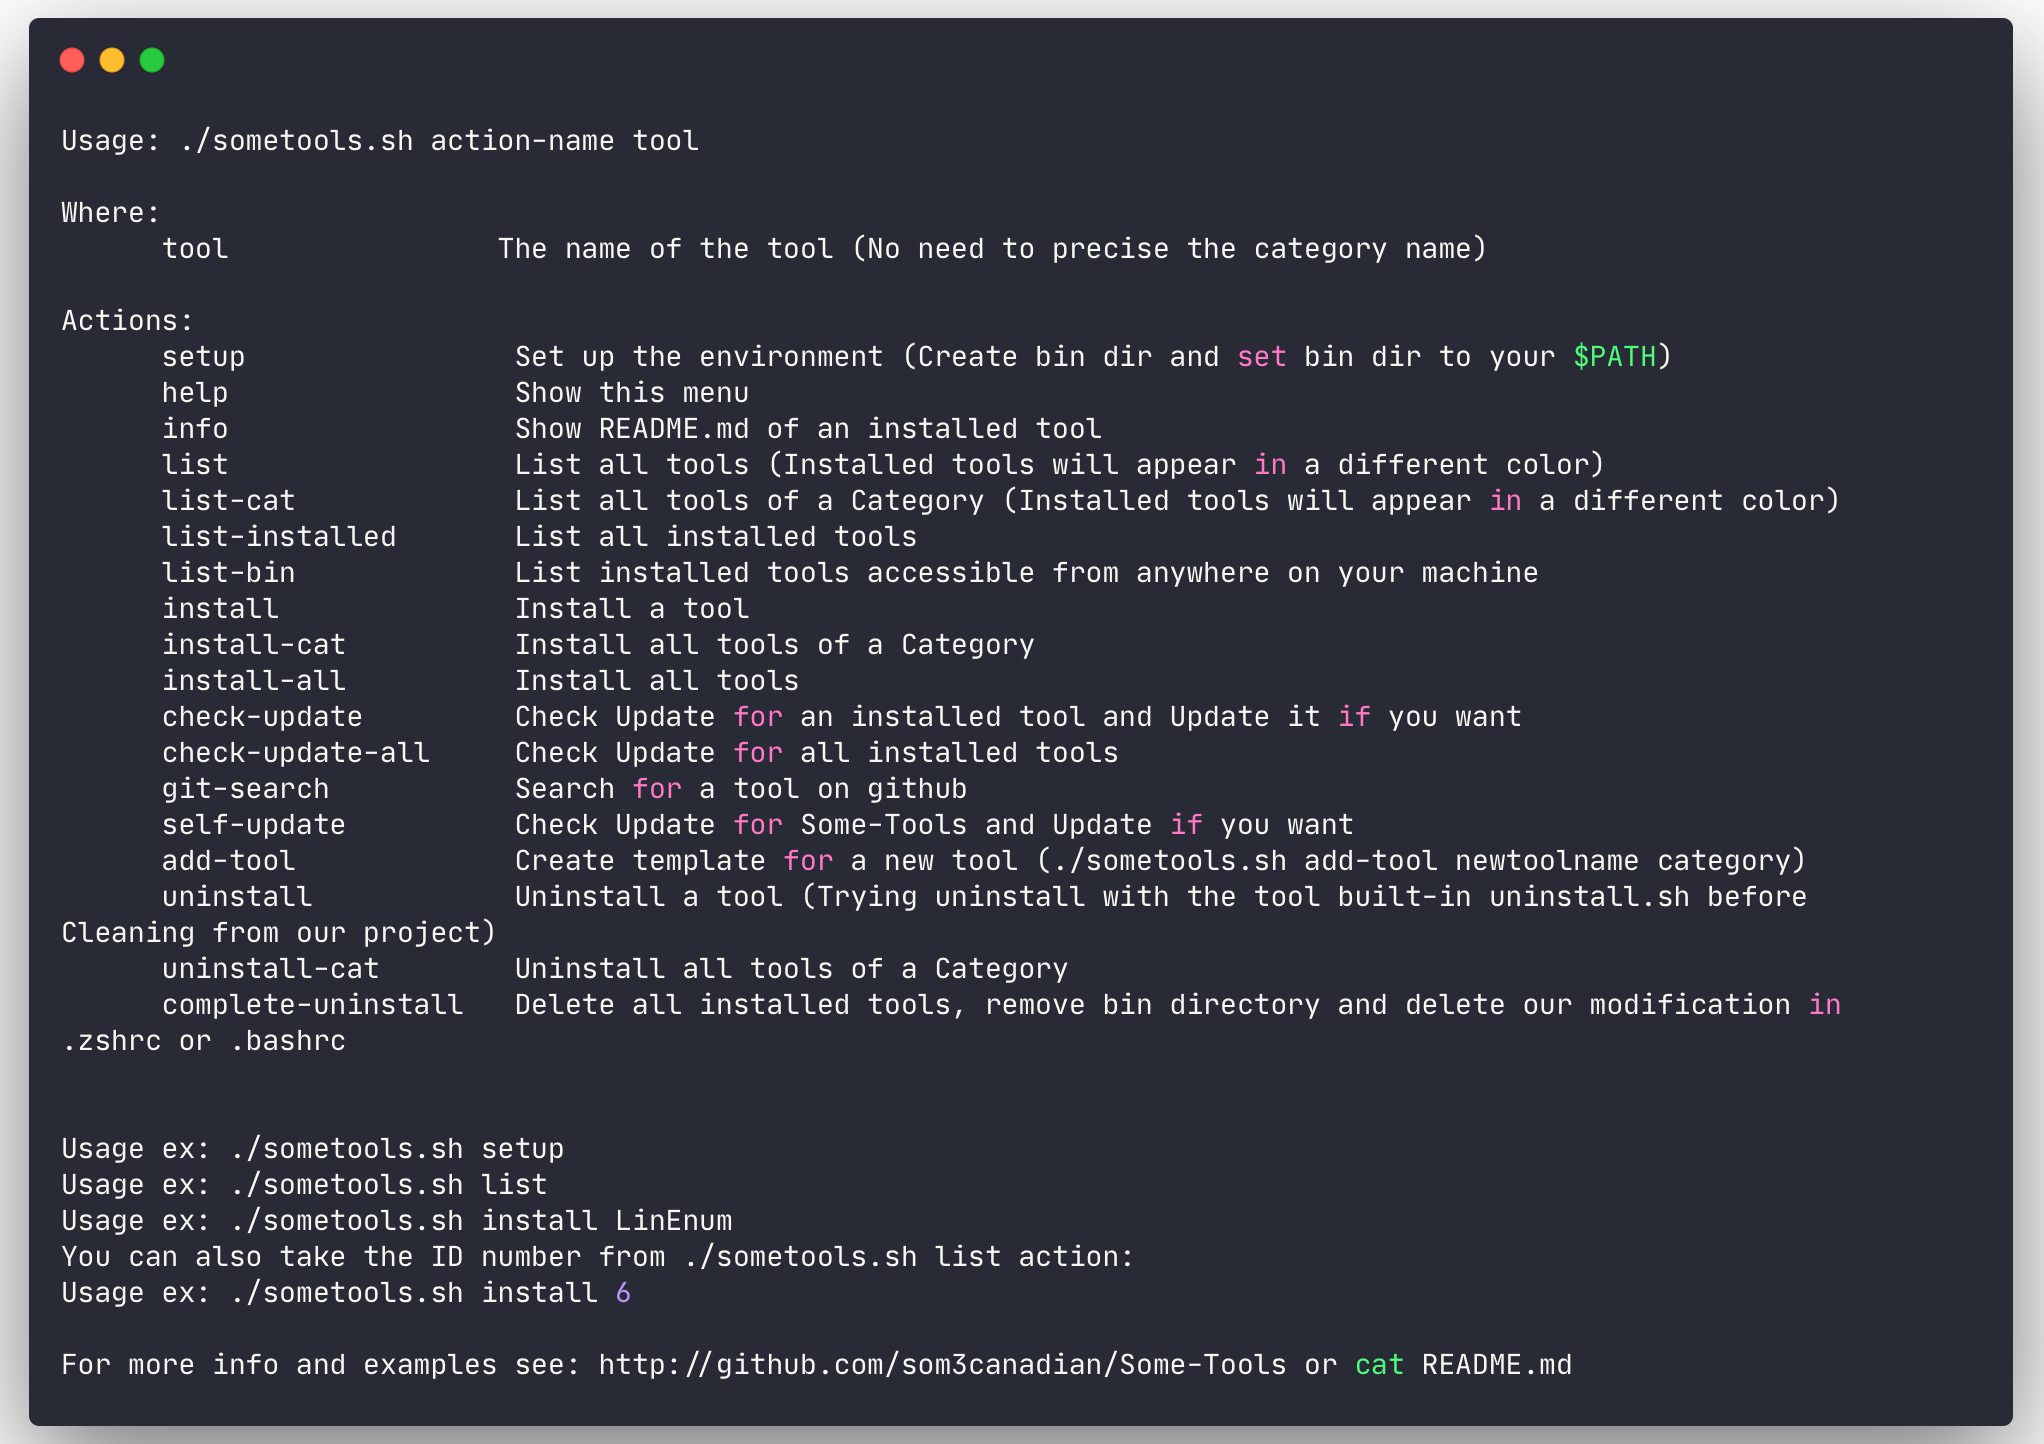 Usage: ./sometools.sh action-name tool
Where:
tool The name of the tool (No need to precise the category name)
Actions:
setup Set up the environment (Create bin dir and set bin dir to your $PATH)
help Show this menu
info Show README.md of an installed tool
list List all tools (Installed tools will appear in a different color)
list-cat List all tools of a Category (Installed tools will appear in a different color)
list-installed List all installed tools
list-bin List installed tools accessible from anywhere on your machine
install Install a tool
install-cat Install all tools of a Category
install-all Install all tools
check-update Check Update for an installed tool and Update it if you want
check-update-all Check Update for all installed tools
git-search Search for a tool on github
self-update Check Update for Some-Tools and Update if you want
add-tool Create template for a new tool (./sometools.sh add-tool newtoolname category)
uninstall Uninstall a tool (Trying uninstall with the tool built-in uninstall.sh before
Cleaning from our project)
uninstall-cat Uninstall all tools of a Category
complete-uninstall Delete all installed tools, remove bin directory and delete our modification in
.zshrc or .bashrc
Usage ex: ./sometools.sh setup
Usage ex: ./sometools.sh list
Usage ex: ./sometools.sh install LinEnum
You can also take the ID number from ./sometools.sh list action:
Usage ex: ./sometools.sh install 6
For more info and examples see: http://github.com/som3canadian/Some-Tools or cat README.md